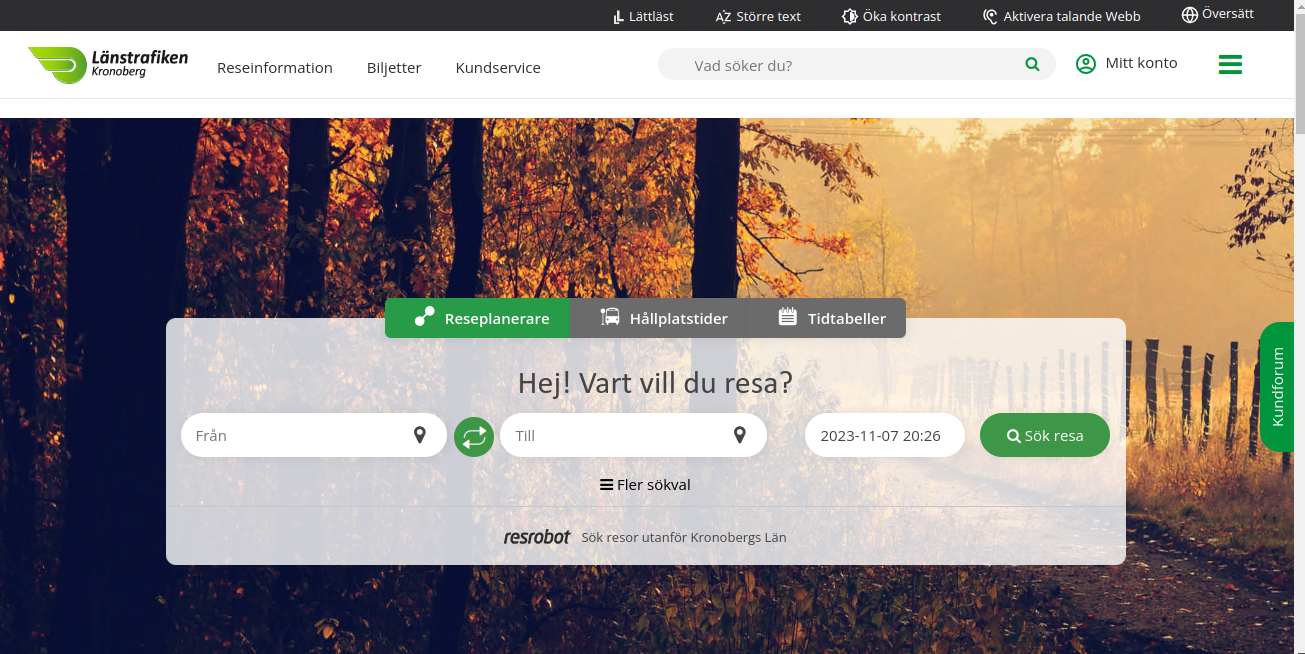 Lättläst
Större text
Öka kontrast
Aktivera talande Webb
Översätt
Länstrafiken
Kronoberg
Reseinformation
Biljetter
Kundservice
Vad söker du?
Mitt konto
Reseplanerare
Hållplatstider
Tidtabeller
Hej! Vart vill du resa?
Från
Till
2023-11-07 20:26
Sök resa
Fler sökval
resrobot Sök resor utanför Kronobergs Län
Kundforum